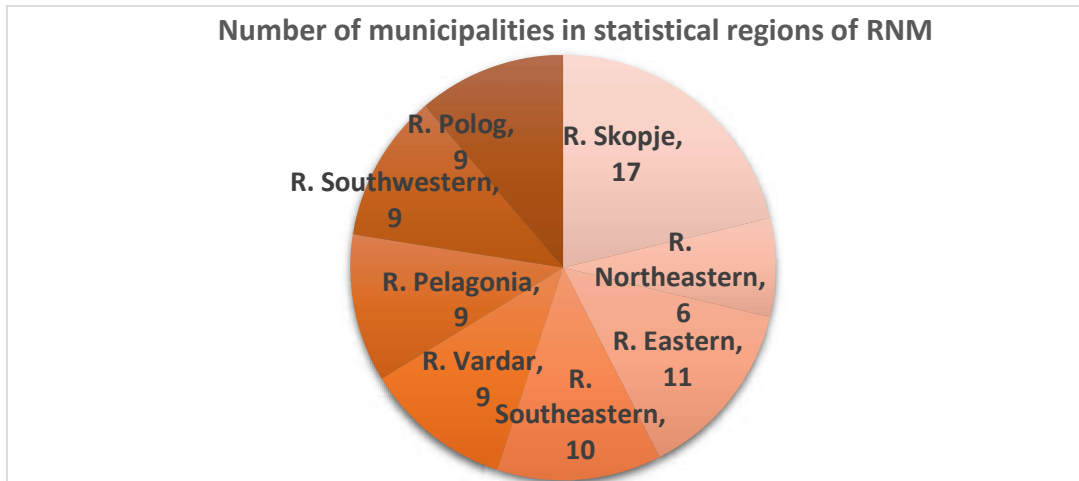 Number of municipalities in statistical regions of RNM
R. Skopje,
17
R.
Northeastern,
6
R. Eastern,
11
R.
Southeastern,
10
R. Vardar,
9
R. Pelagonia,
9
R. Southwestern,
9
R. Polog,
9